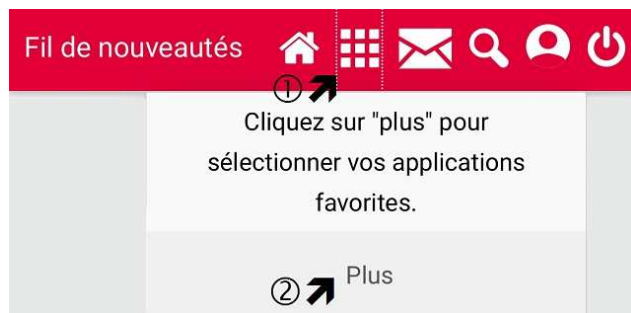 Fil de nouveautés
①
Cliquez sur "plus" pour
sélectionner vos applications
favorites.
② Plus